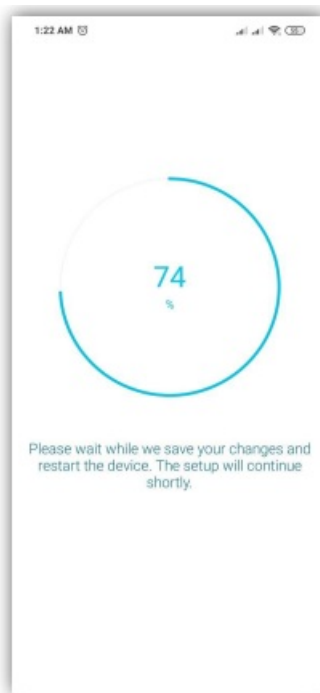 1:22 AM
74
%
Please wait while we save your changes and
restart the device. The setup will continue
shortly.